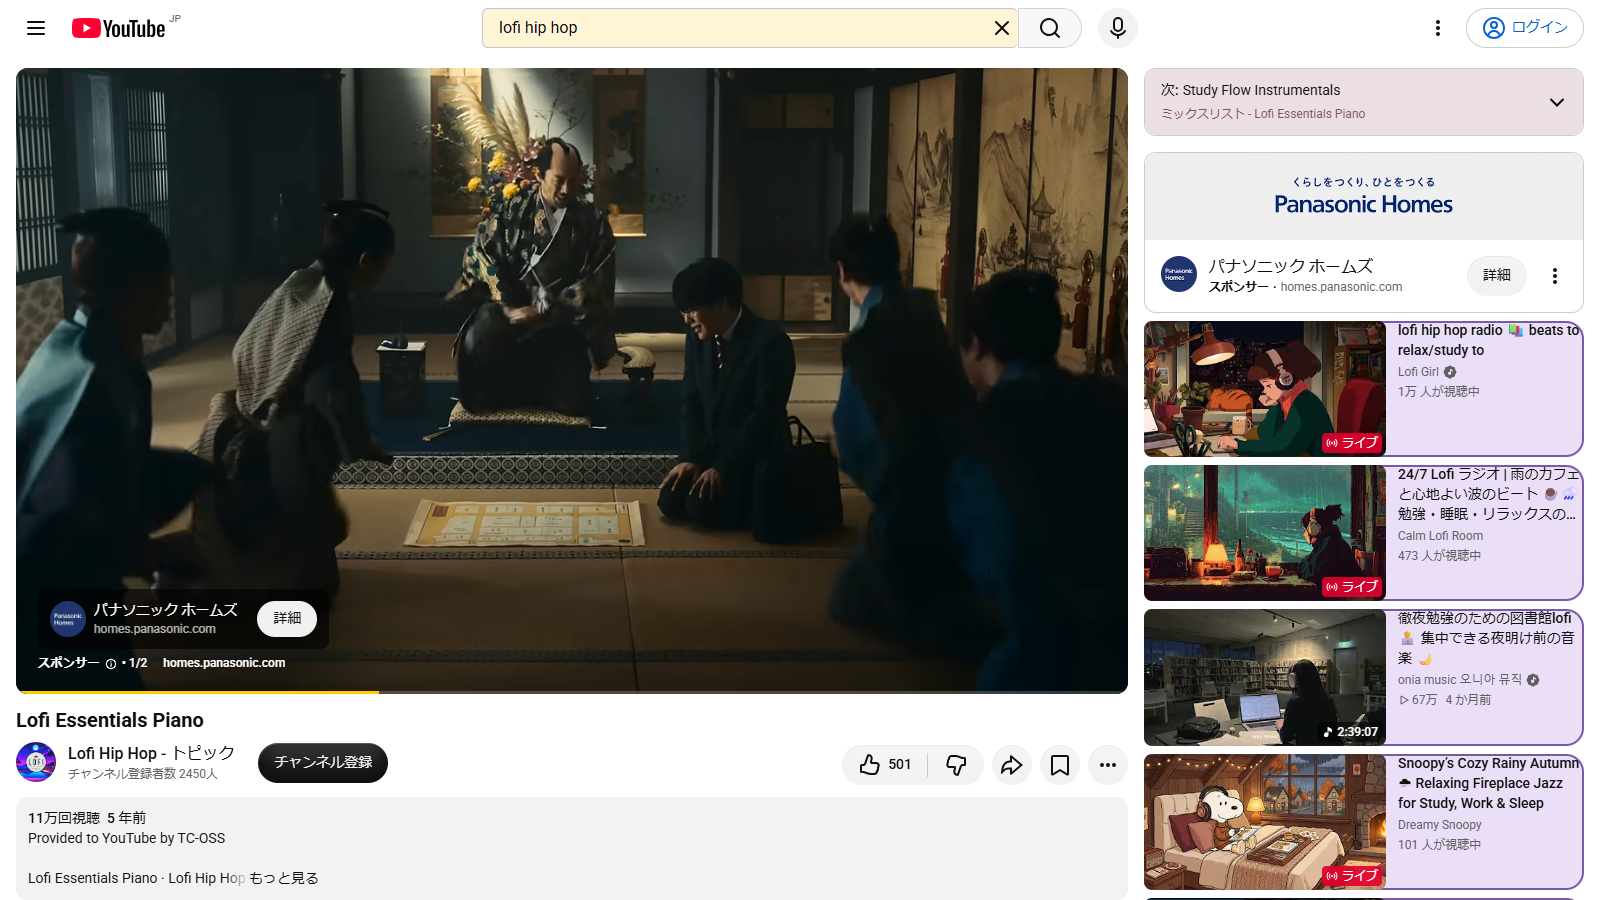 YouTube JP
lofi hip hop
ログイン
次: Study Flow Instrumentals
ミックスリスト - Lofi Essentials Piano
くらしをつくり、ひとをつくる
Panasonic Homes
Panasonic Homes
パナソニック ホームズ
スポンサー · homes.panasonic.com
詳細
lofi hip hop radio 📚 beats to
relax/study to
Lofi Girl
1万 人が視聴中
ライブ
24/7 Lofi ラジオ | 雨のカフェ
と心地よい波のビート ☕ 🌧️
勉強・睡眠・リラックスの...
Calm Lofi Room
473 人が視聴中
ライブ
徹夜勉強のための図書館lofi
集中できる夜明け前の音
楽 🌙
onia music 오니아 뮤직
67万 4 か月前
2:39:07
Snoopy's Cozy Rainy Autumn
🌧 Relaxing Fireplace Jazz
for Study, Work & Sleep
Dreamy Snoopy
101 人が視聴中
ライブ
Panasonic Homes
パナソニック ホームズ
homes.panasonic.com
詳細
スポンサー · 1/2 homes.panasonic.com
Lofi Essentials Piano
LOFI
Lofi Hip Hop - トピック
チャンネル登録者数 2450人
チャンネル登録
501
11万回視聴 5 年前
Provided to YouTube by TC-OSS
Lofi Essentials Piano · Lofi Hip Hop もっと見る